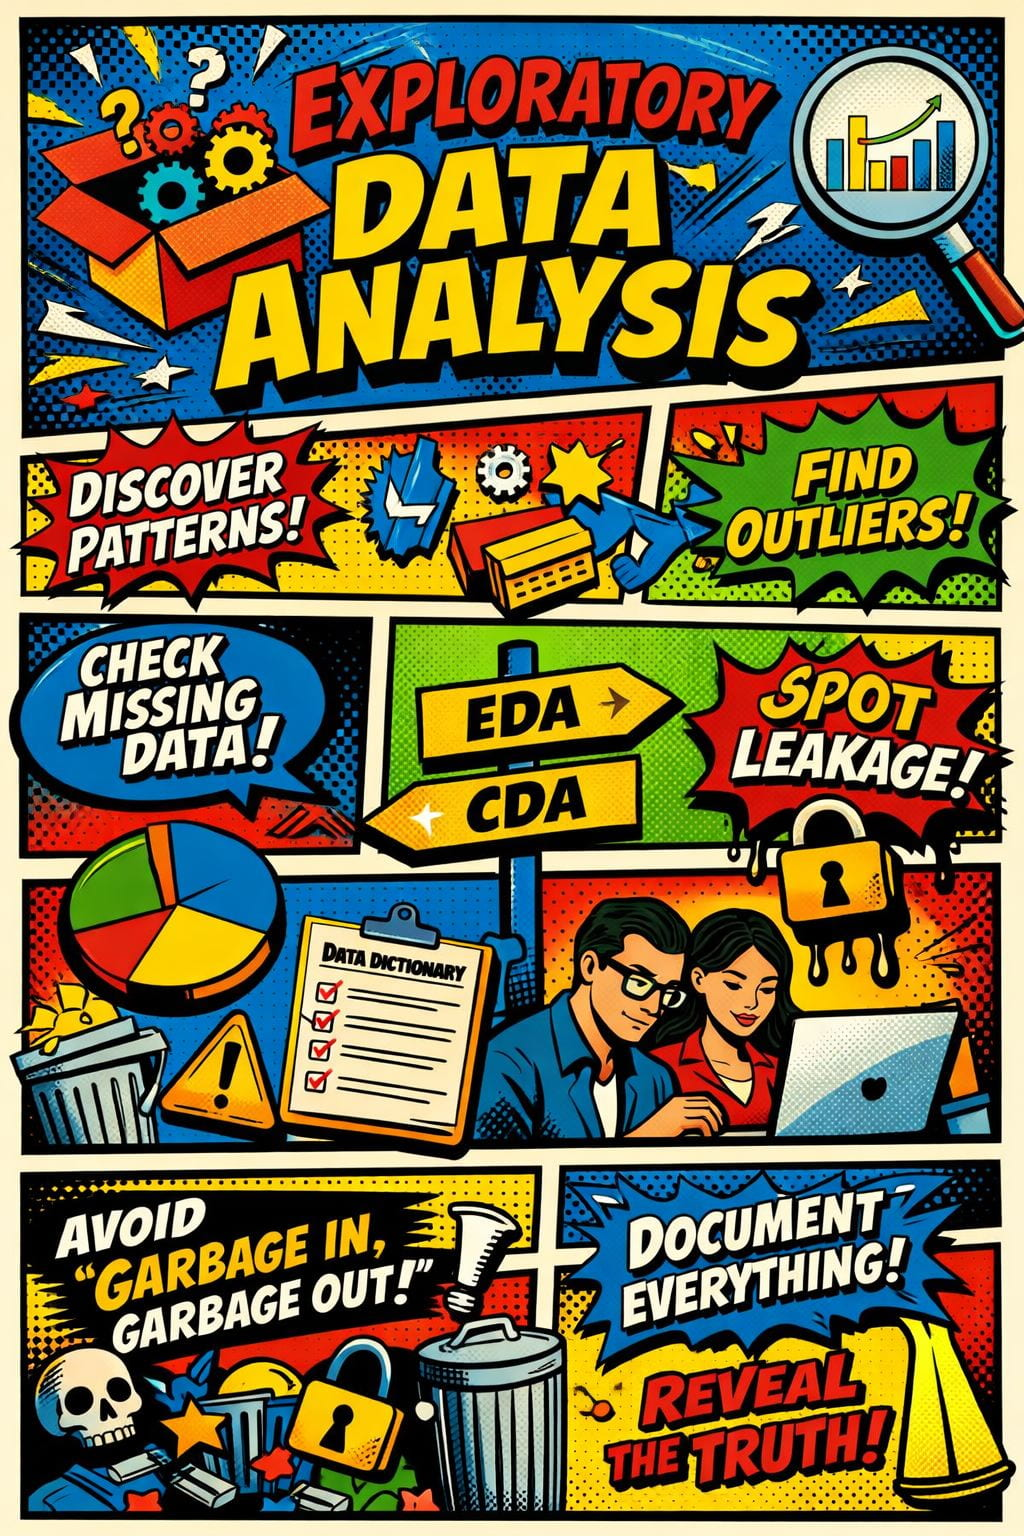 EXPLORATORY
DATA
ANALYSIS
DISCOVER
PATTERNS!
FIND
OUTLIERS!
CHECK
MISSING
DATA!
EDA
CDA
SPOT
LEAKAGE!
DATA DICTIONARY
AVOID
"GARBAGE IN,
GARBAGE OUT!"
DOCUMENT
EVERYTHING!
REVEAL
THE TRUTH!